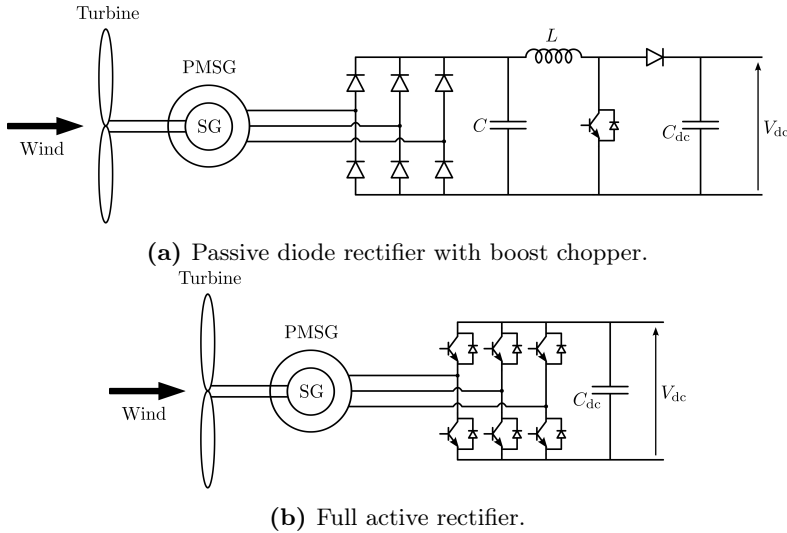 Turbine
PMSG
SG
Wind
L
C
C_dc
V_dc
(a) Passive diode rectifier with boost chopper.
Turbine
PMSG
SG
Wind
C_dc
V_dc
(b) Full active rectifier.